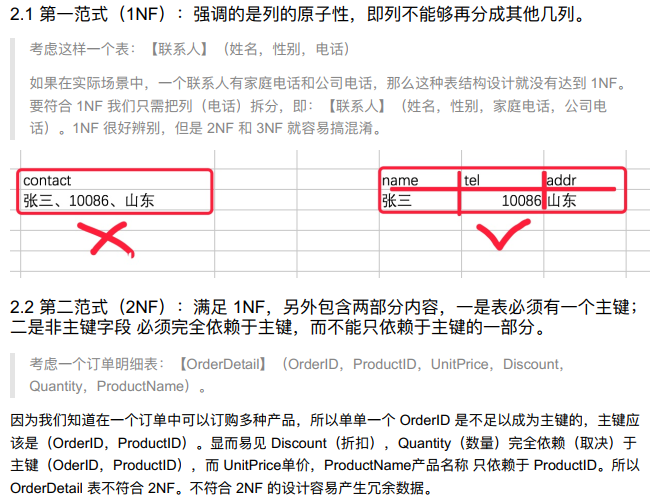 2.1 第一范式（1NF）：强调的是列的原子性，即列不能够再分成其他几列。
考虑这样一个表：【联系人】（姓名，性别，电话）
如果在实际场景中，一个联系人有家庭电话和公司电话，那么这种表结构设计就没有达到 1NF。
要符合 1NF 我们只需把列（电话）拆分，即：【联系人】（姓名，性别，家庭电话，公司电
话）。1NF 很好辨别，但是 2NF 和 3NF 就容易搞混淆。
contact
张三、10086、山东
name tel addr
张三 10086 山东
2.2 第二范式（2NF）：满足 1NF，另外包含两部分内容，一是表必须有一个主键；
二是非主键字段 必须完全依赖于主键，而不能只依赖于主键的一部分。
考虑一个订单明细表：【OrderDetail】（OrderID，ProductID，UnitPrice，Discount，
Quantity，ProductName）。
因为我们知道在一个订单中可以订购多种产品，所以单单一个 OrderID 是不足以成为主键的，主键应
该是（OrderID，ProductID）。显而易见 Discount（折扣），Quantity（数量）完全依赖（取决）于
主键（OderID，ProductID），而 UnitPrice单价，ProductName产品名称 只依赖于 ProductID。所以
OrderDetail 表不符合 2NF。不符合 2NF 的设计容易产生冗余数据。